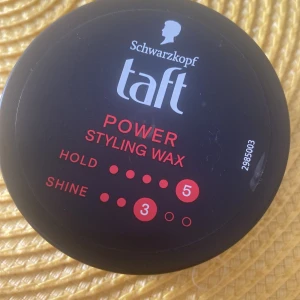 Schwarzkopf
taft
POWER
STYLING WAX
HOLD 5
SHINE 3
2985003